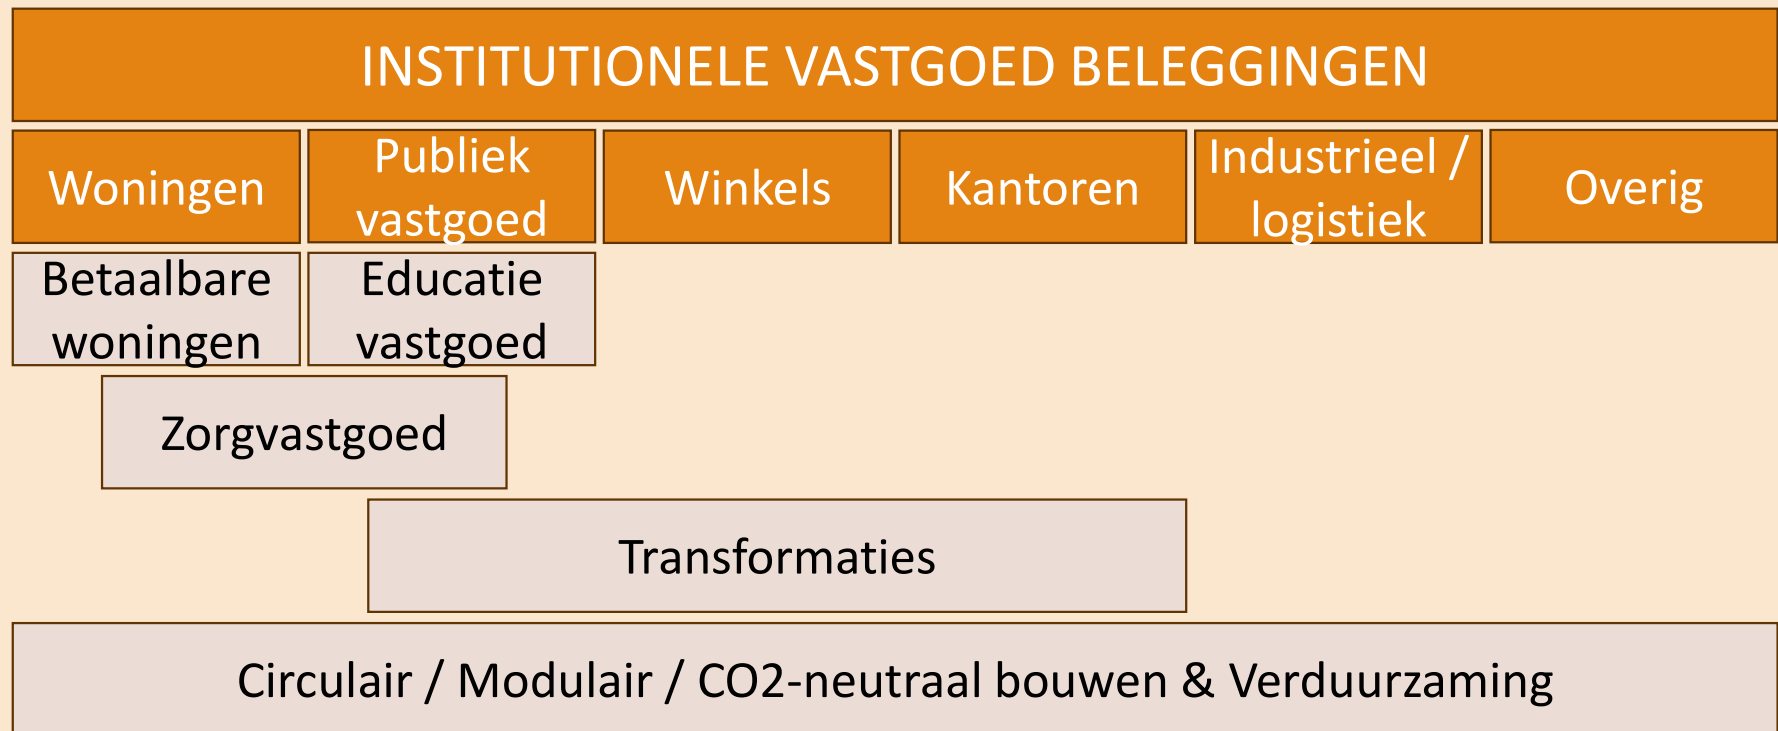 INSTITUTIONELE VASTGOED BELEGGINGEN
Woningen
Publiek
vastgoed
Winkels
Kantoren
Industrieel /
logistiek
Overig
Betaalbare
woningen
Educatie
vastgoed
Zorgvastgoed
Transformaties
Circulair / Modulair / CO2-neutraal bouwen & Verduurzaming